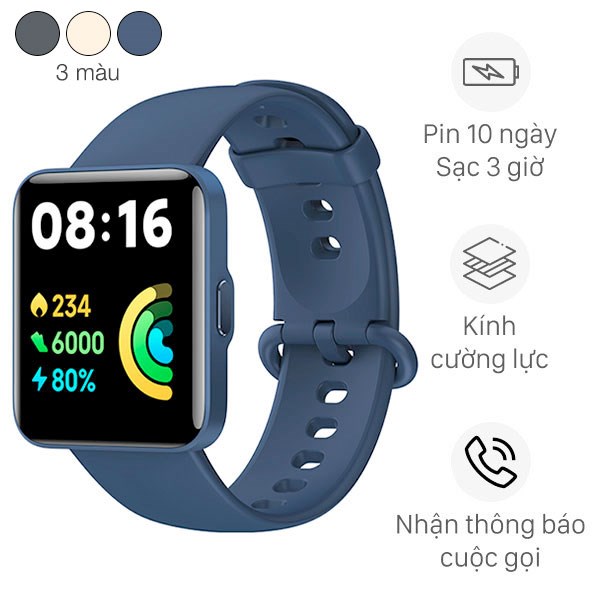 3 màu
08:16
234
6000
80%
Pin 10 ngày
Sạc 3 giờ
Kính
cường lực
Nhận thông báo
cuộc gọi